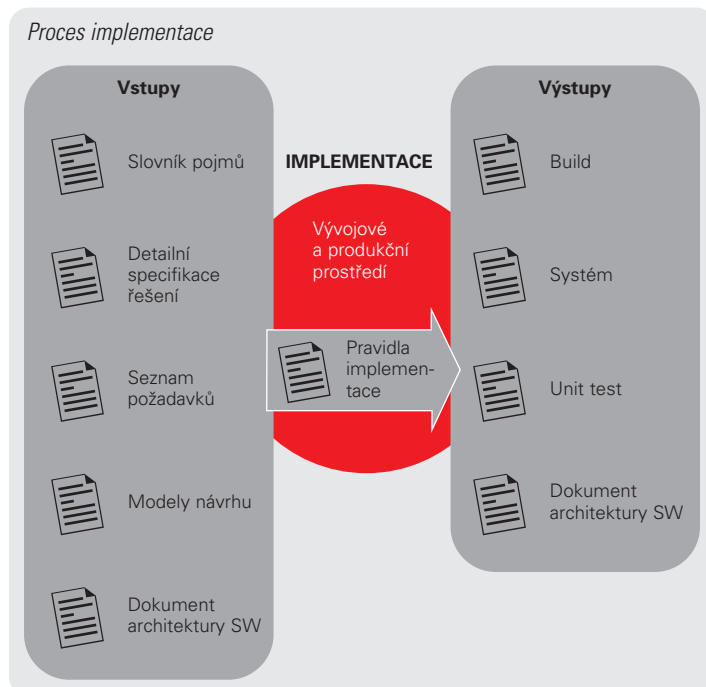 Proces implementace
Vstupy
Slovník pojmů
Detailní
specifikace
řešení
Seznam
požadavků
Modely návrhu
Dokument
architektury SW
IMPLEMENTACE
Vývojové
a produkční
prostředí
Pravidla
implemen-
tace
Výstupy
Build
Systém
Unit test
Dokument
architektury SW